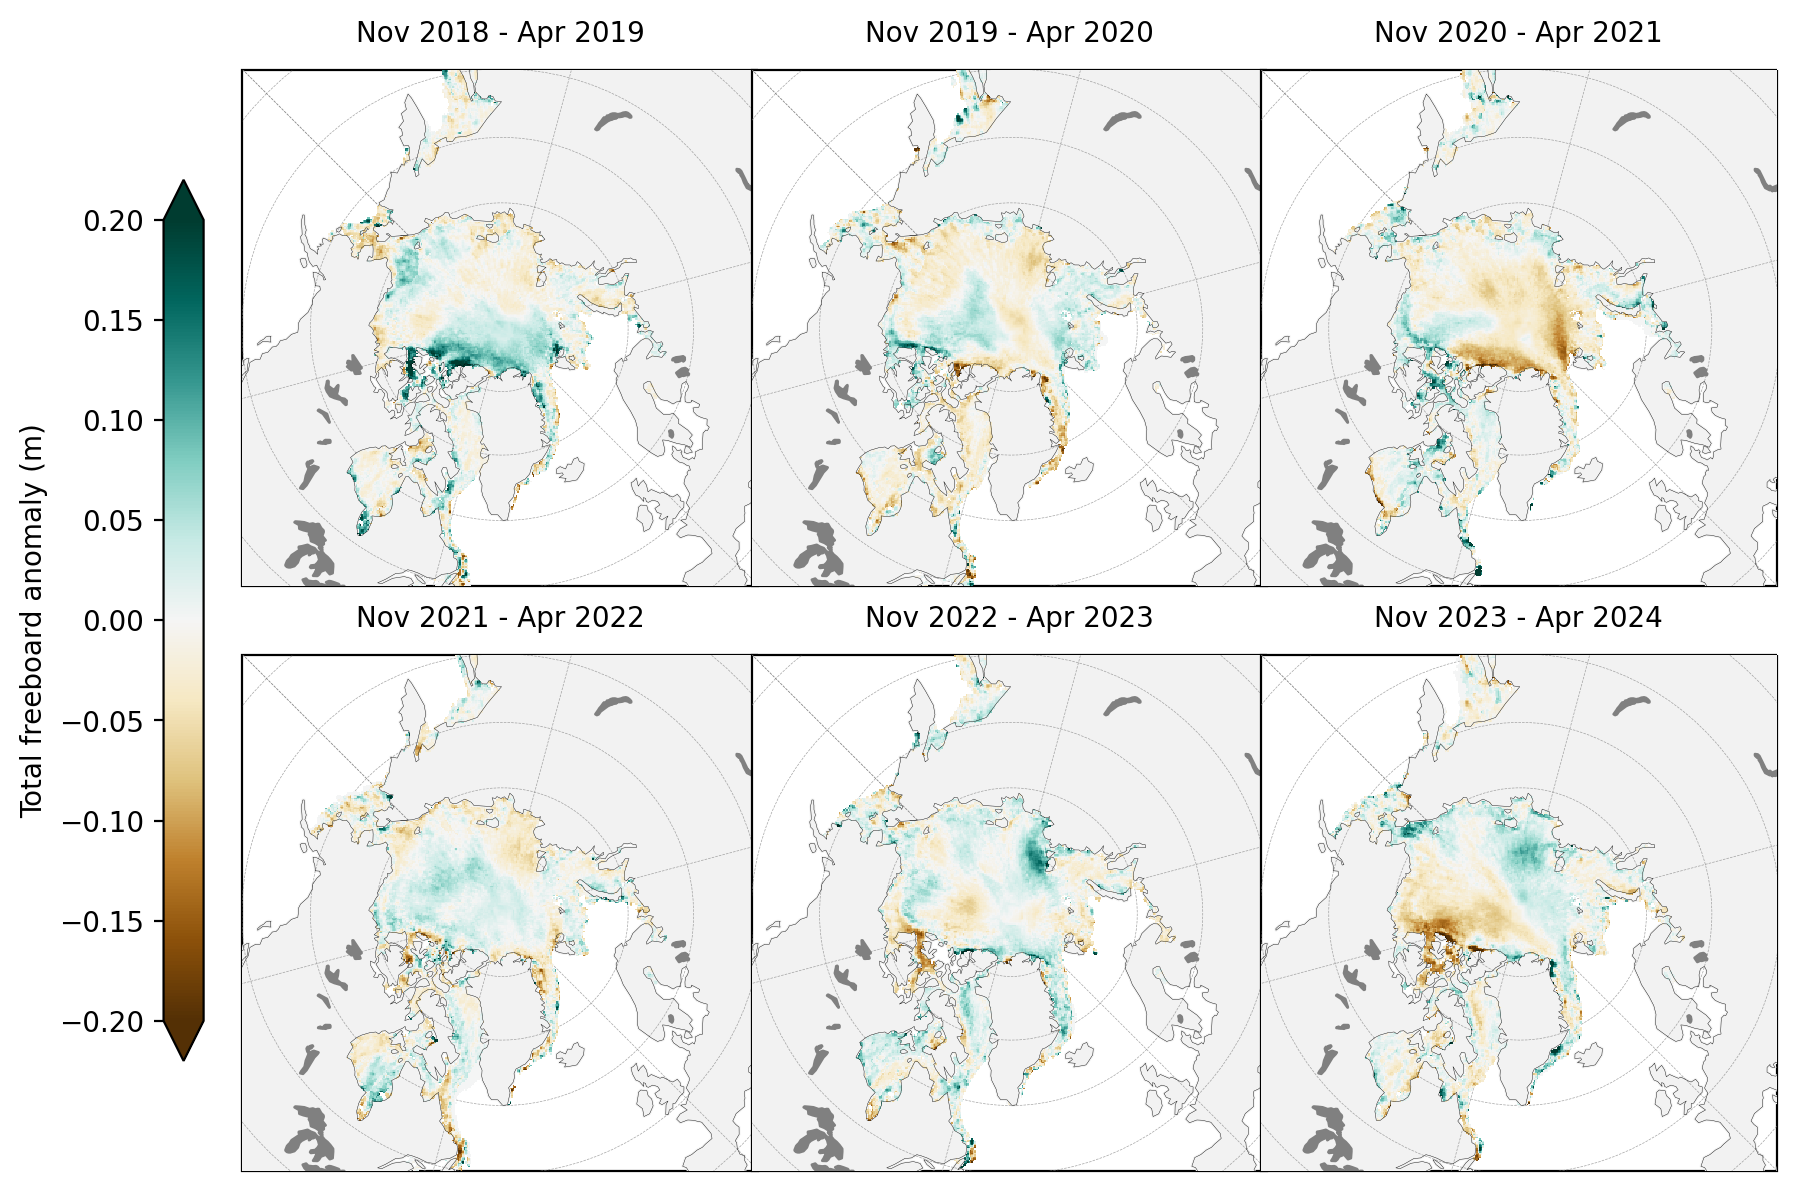 Nov 2018 - Apr 2019
Nov 2019 - Apr 2020
Nov 2020 - Apr 2021
Total freeboard anomaly (m)
0.20
0.15
0.10
0.05
0.00
−0.05
−0.10
−0.15
−0.20
Nov 2021 - Apr 2022
Nov 2022 - Apr 2023
Nov 2023 - Apr 2024